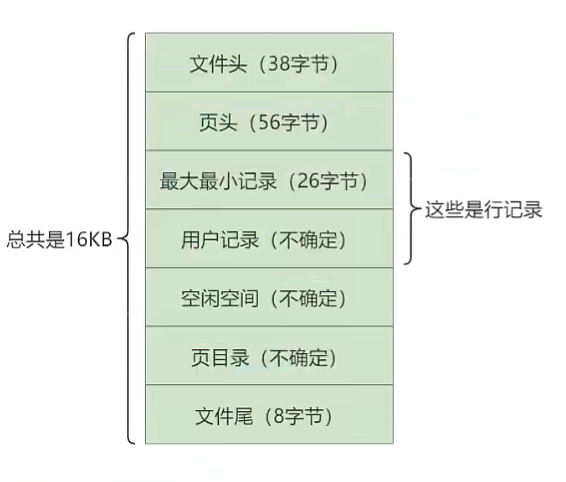 文件头（38字节）
页头（56字节）
最大最小记录（26字节）
这些是行记录
总共是16KB
用户记录（不确定）
空闲空间（不确定）
页目录（不确定）
文件尾（8字节）